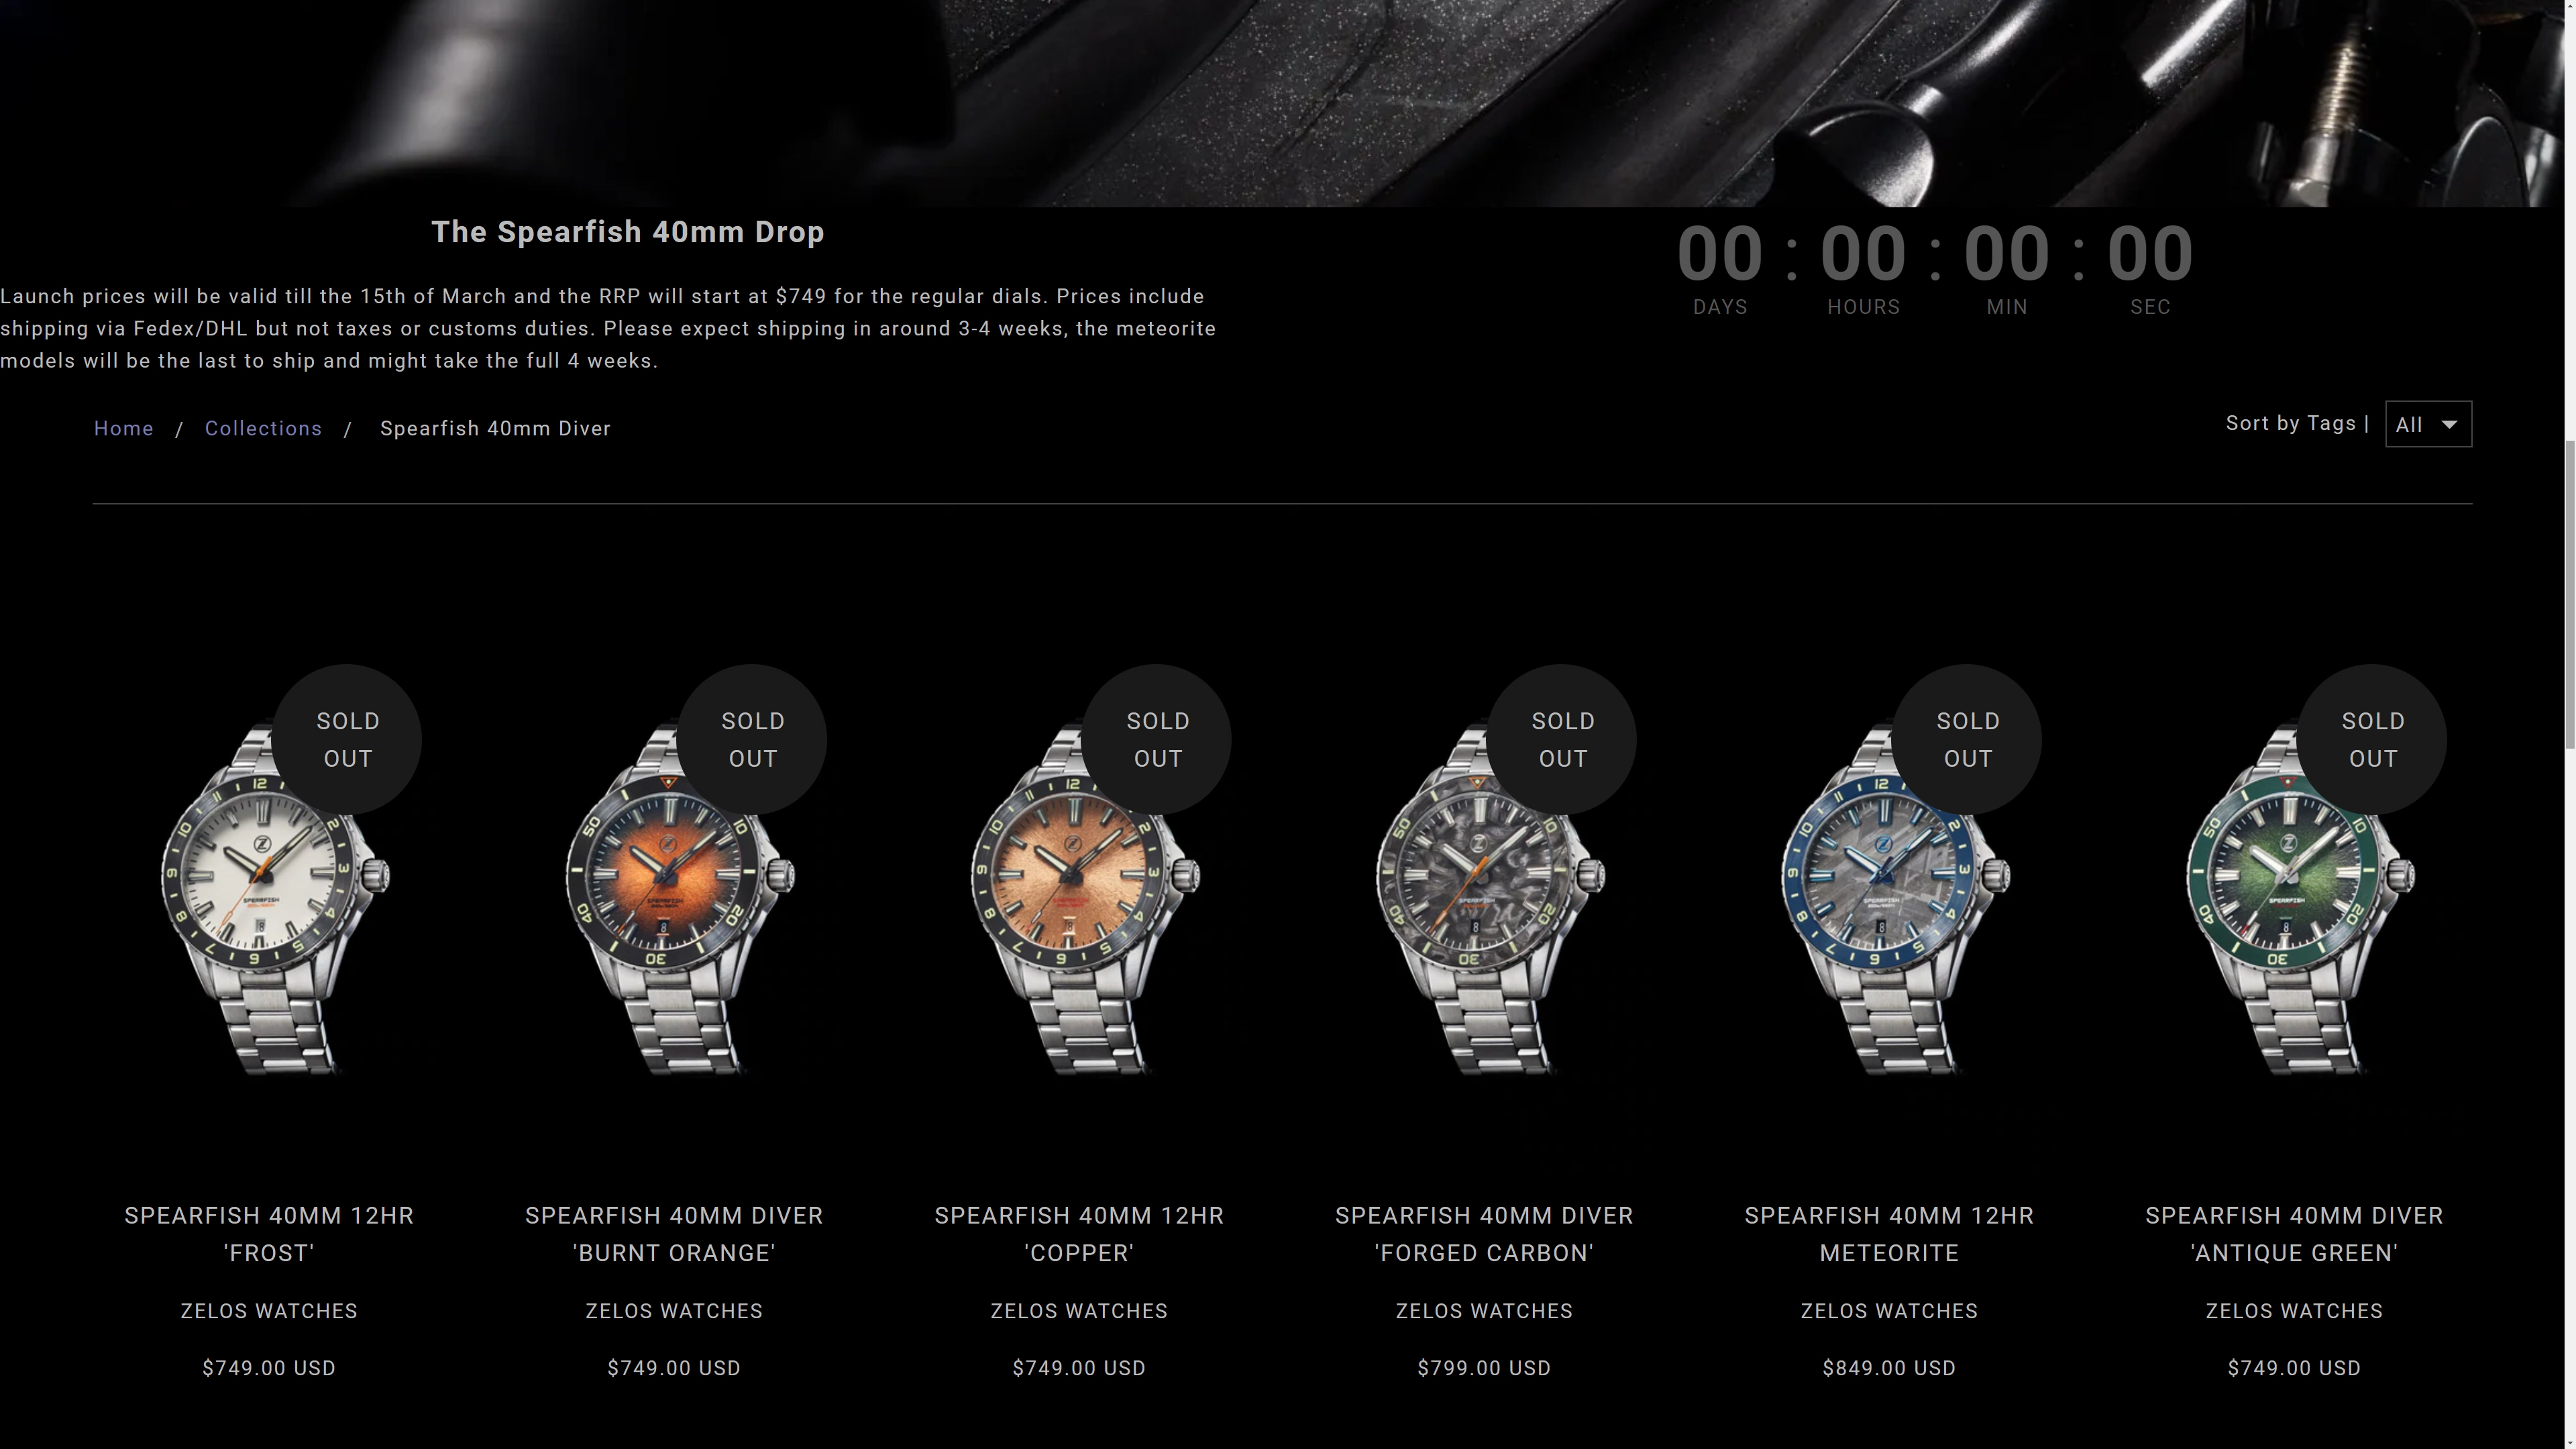 The Spearfish 40mm Drop
Launch prices will be valid till the 15th of March and the RRP will start at $749 for the regular dials. Prices include
shipping via Fedex/DHL but not taxes or customs duties. Please expect shipping in around 3-4 weeks, the meteorite
models will be the last to ship and might take the full 4 weeks.
00 : 00 : 00 : 00
DAYS HOURS MIN SEC
Home / Collections / Spearfish 40mm Diver
Sort by Tags | All
SOLD
OUT
SOLD
OUT
SOLD
OUT
SOLD
OUT
SOLD
OUT
SOLD
OUT
SPEARFISH 40MM 12HR
'FROST'
ZELOS WATCHES
$749.00 USD
SPEARFISH 40MM DIVER
'BURNT ORANGE'
ZELOS WATCHES
$749.00 USD
SPEARFISH 40MM 12HR
'COPPER'
ZELOS WATCHES
$749.00 USD
SPEARFISH 40MM DIVER
'FORGED CARBON'
ZELOS WATCHES
$799.00 USD
SPEARFISH 40MM 12HR
METEORITE
ZELOS WATCHES
$849.00 USD
SPEARFISH 40MM DIVER
'ANTIQUE GREEN'
ZELOS WATCHES
$749.00 USD